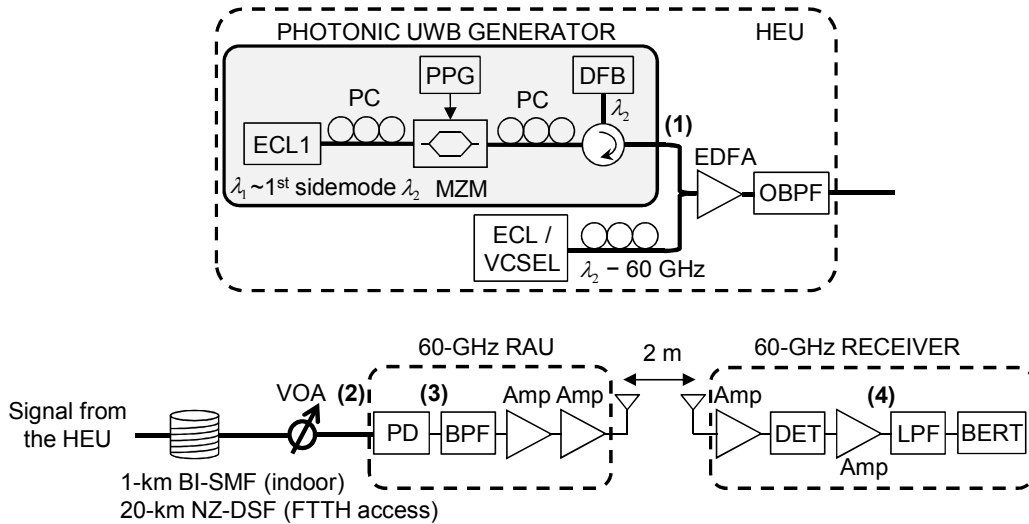 PHOTONIC UWB GENERATOR
HEU
PPG
DFB
PC
PC
λ2
(1)
ECL1
EDFA
OBPF
λ1 ~1st sidemode λ2
MZM
ECL /
VCSEL
λ2 − 60 GHz
60-GHz RAU
2 m
60-GHz RECEIVER
VOA
(2)
(3)
Amp
Amp
Amp
(4)
Signal from
the HEU
PD
BPF
DET
LPF
BERT
Amp
1-km BI-SMF (indoor)
20-km NZ-DSF (FTTH access)